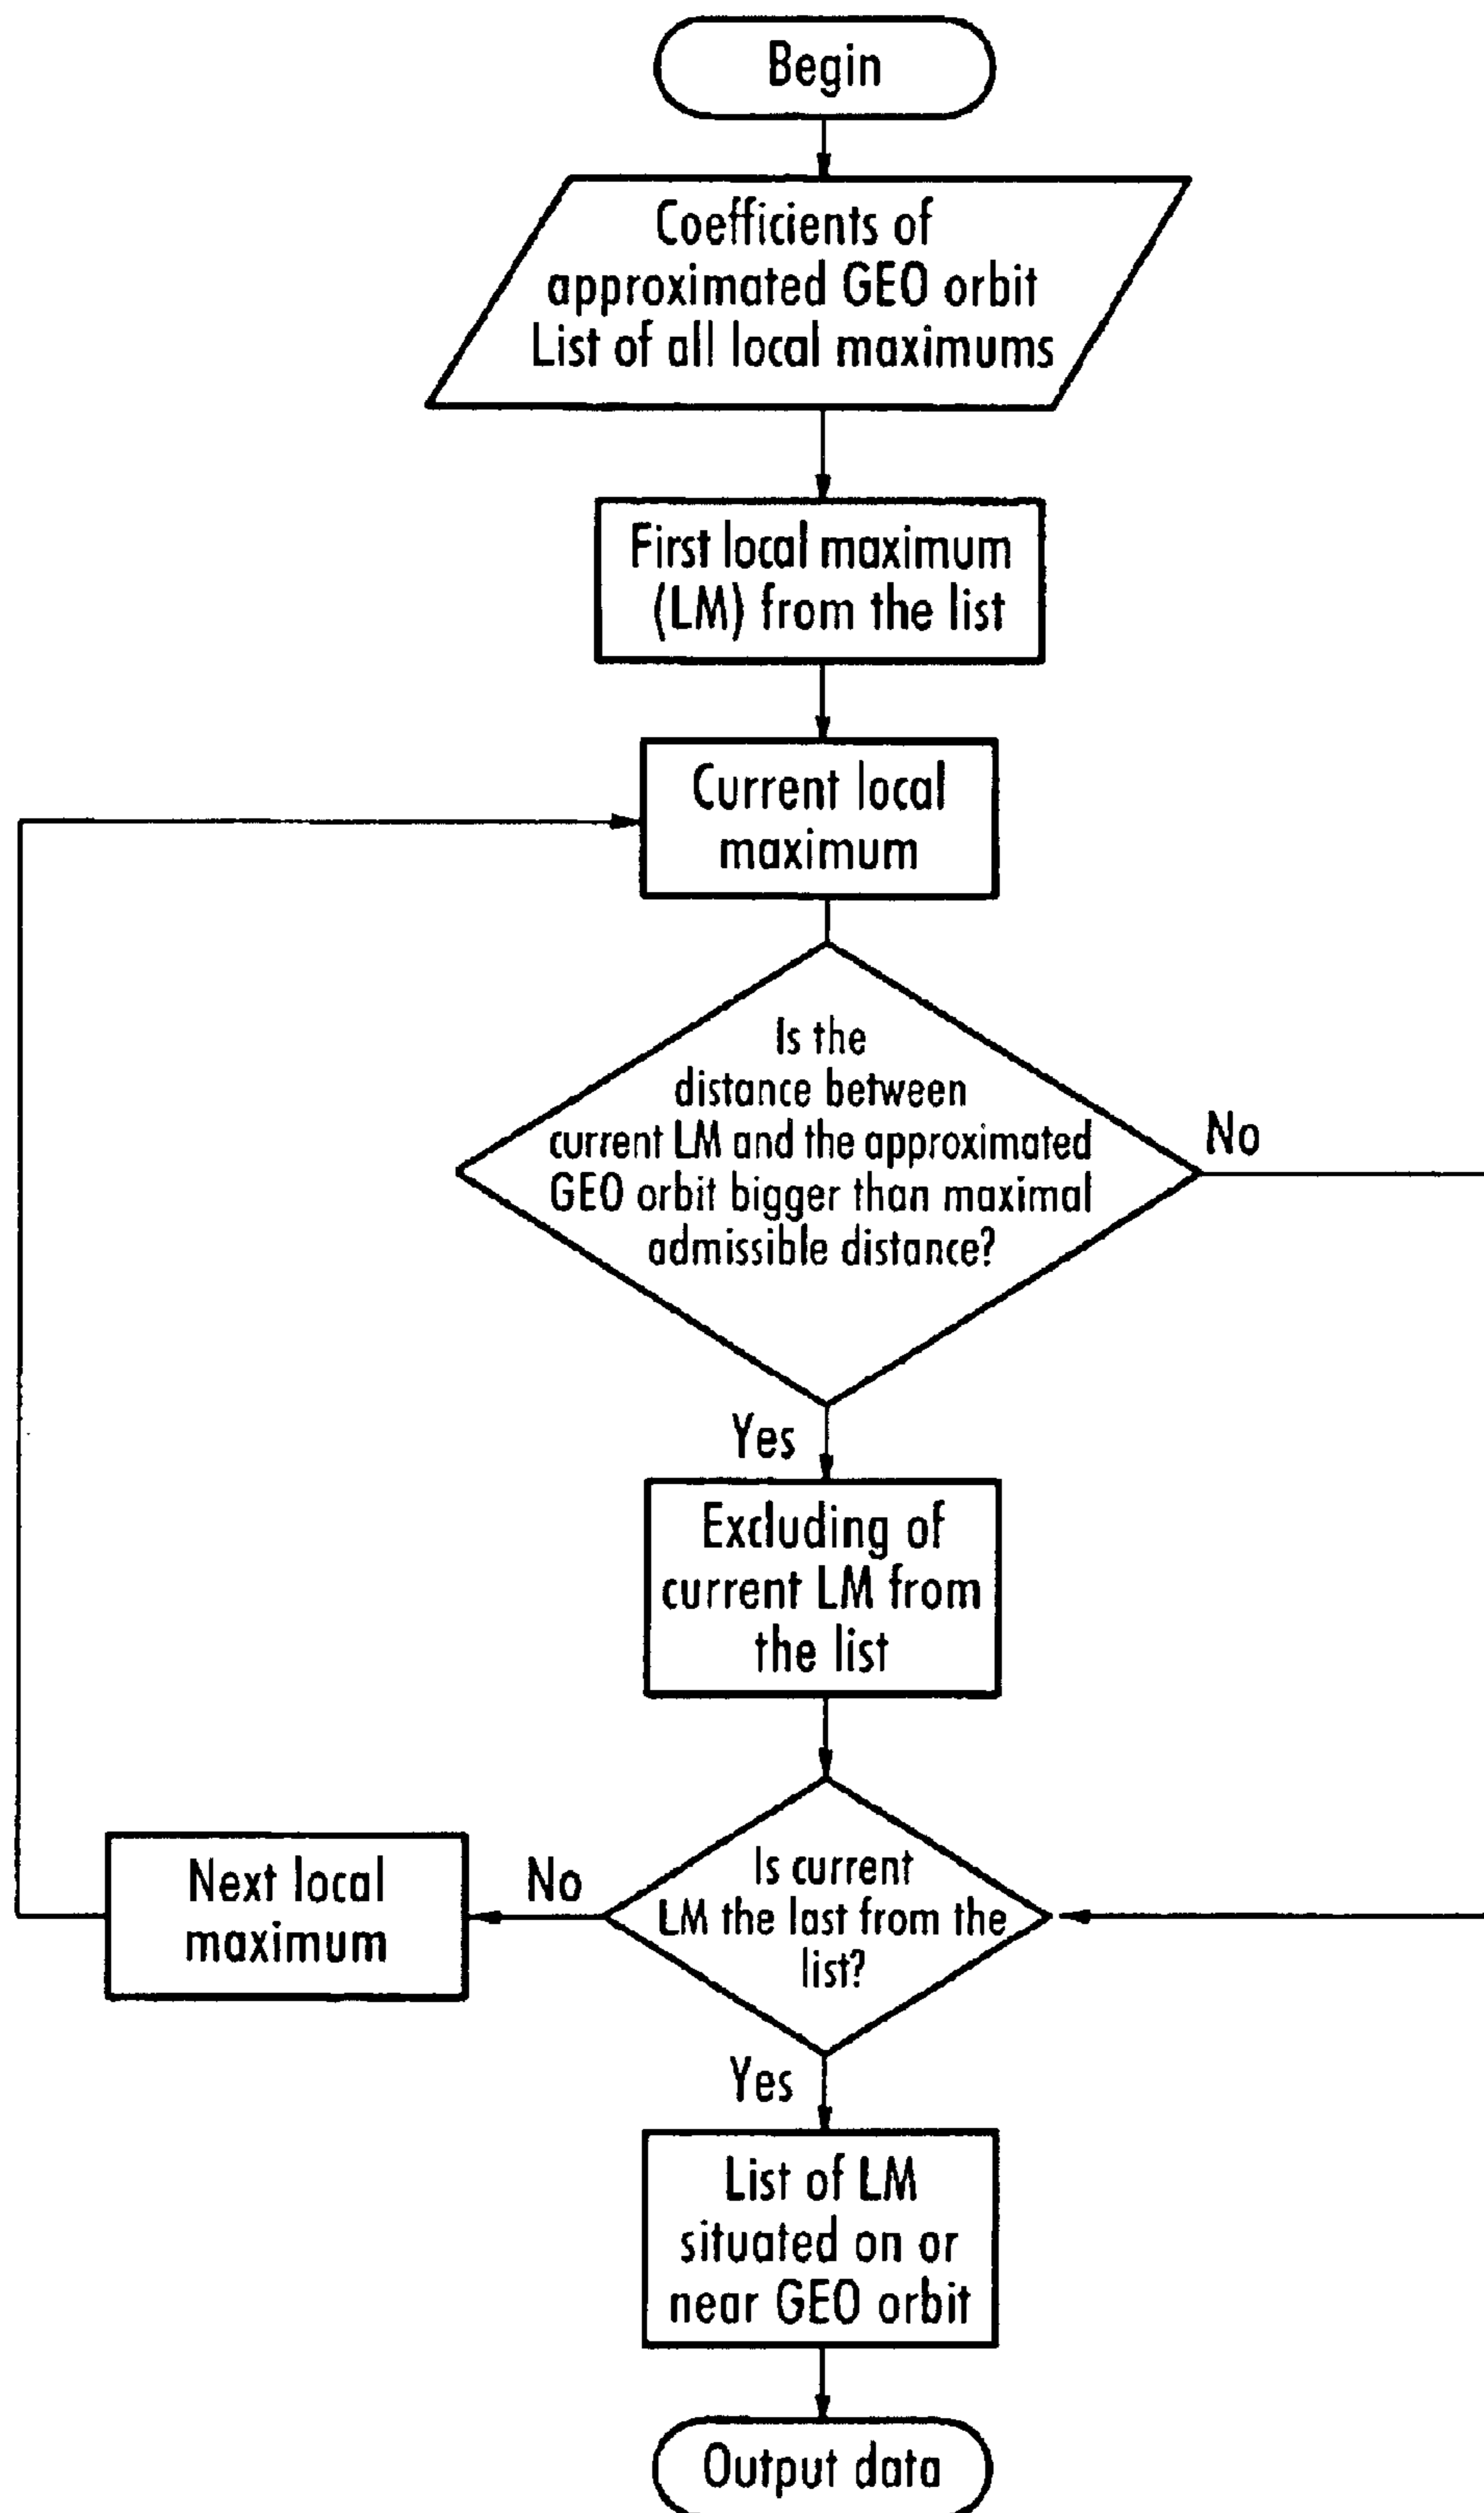 Begin
Coefficients of
approximated GEO orbit
List of all local maximums
First local maximum
(LM) from the list
Current local
maximum
Is the
distance between
current LM and the approximated
GEO orbit bigger than maximal
admissible distance?
No
Yes
Excluding of
current LM from
the list
Is current
LM the last from the
list?
No
Next local
maximum
Yes
List of LM
situated on or
near GEO orbit
Output data